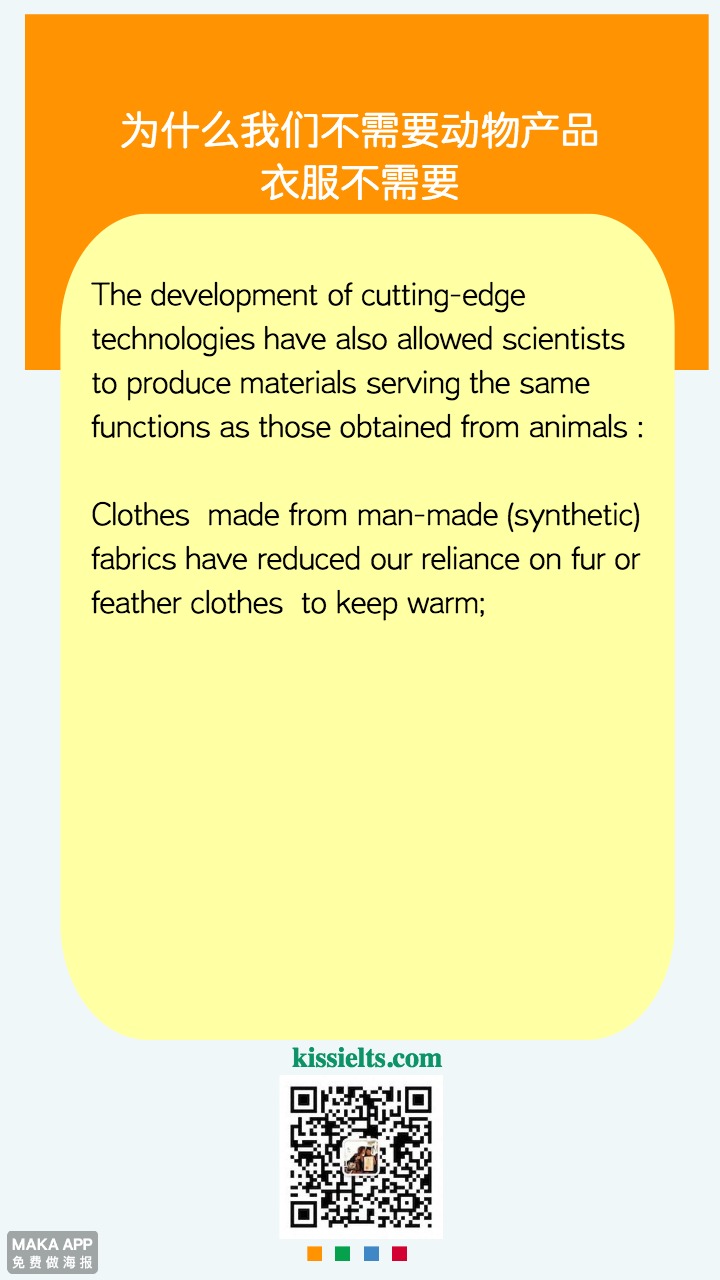 为什么我们不需要动物产品
衣服不需要
The development of cutting-edge
technologies have also allowed scientists
to produce materials serving the same
functions as those obtained from animals :
Clothes  made from man-made (synthetic)
fabrics have reduced our reliance on fur or
feather clothes  to keep warm;
kissielts.com
MAKA APP
免费做海报